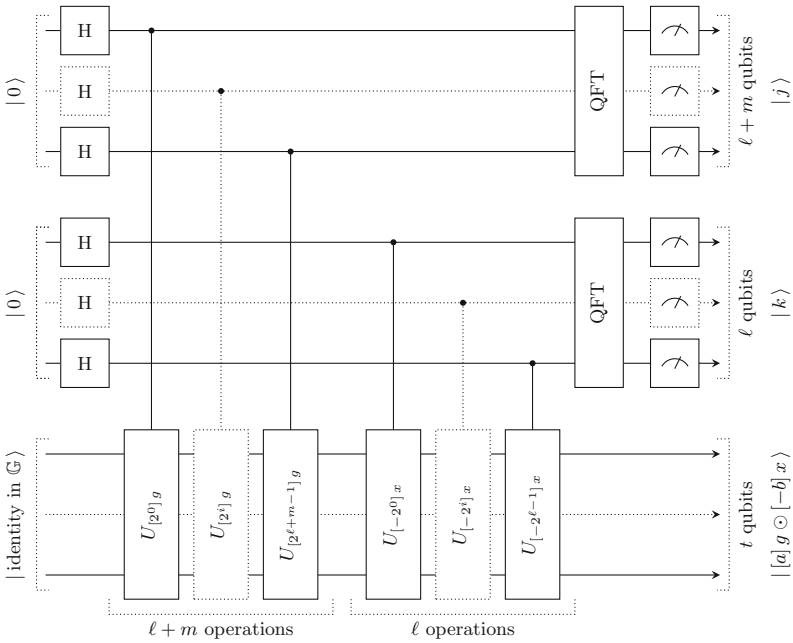 | 0 ⟩
H
H
H
QFT
ℓ + m qubits
| j ⟩
| 0 ⟩
H
H
H
QFT
ℓ qubits
| k ⟩
| identity in 𝔾 ⟩
U_{[2^0] g}
U_{[2^i] g}
U_{[2^{ℓ+m−1}] g}
U_{[−2^0] x}
U_{[−2^i] x}
U_{[−2^{ℓ−1}] x}
t qubits
| [a] g ⊙ [−b] x ⟩
ℓ + m operations
ℓ operations